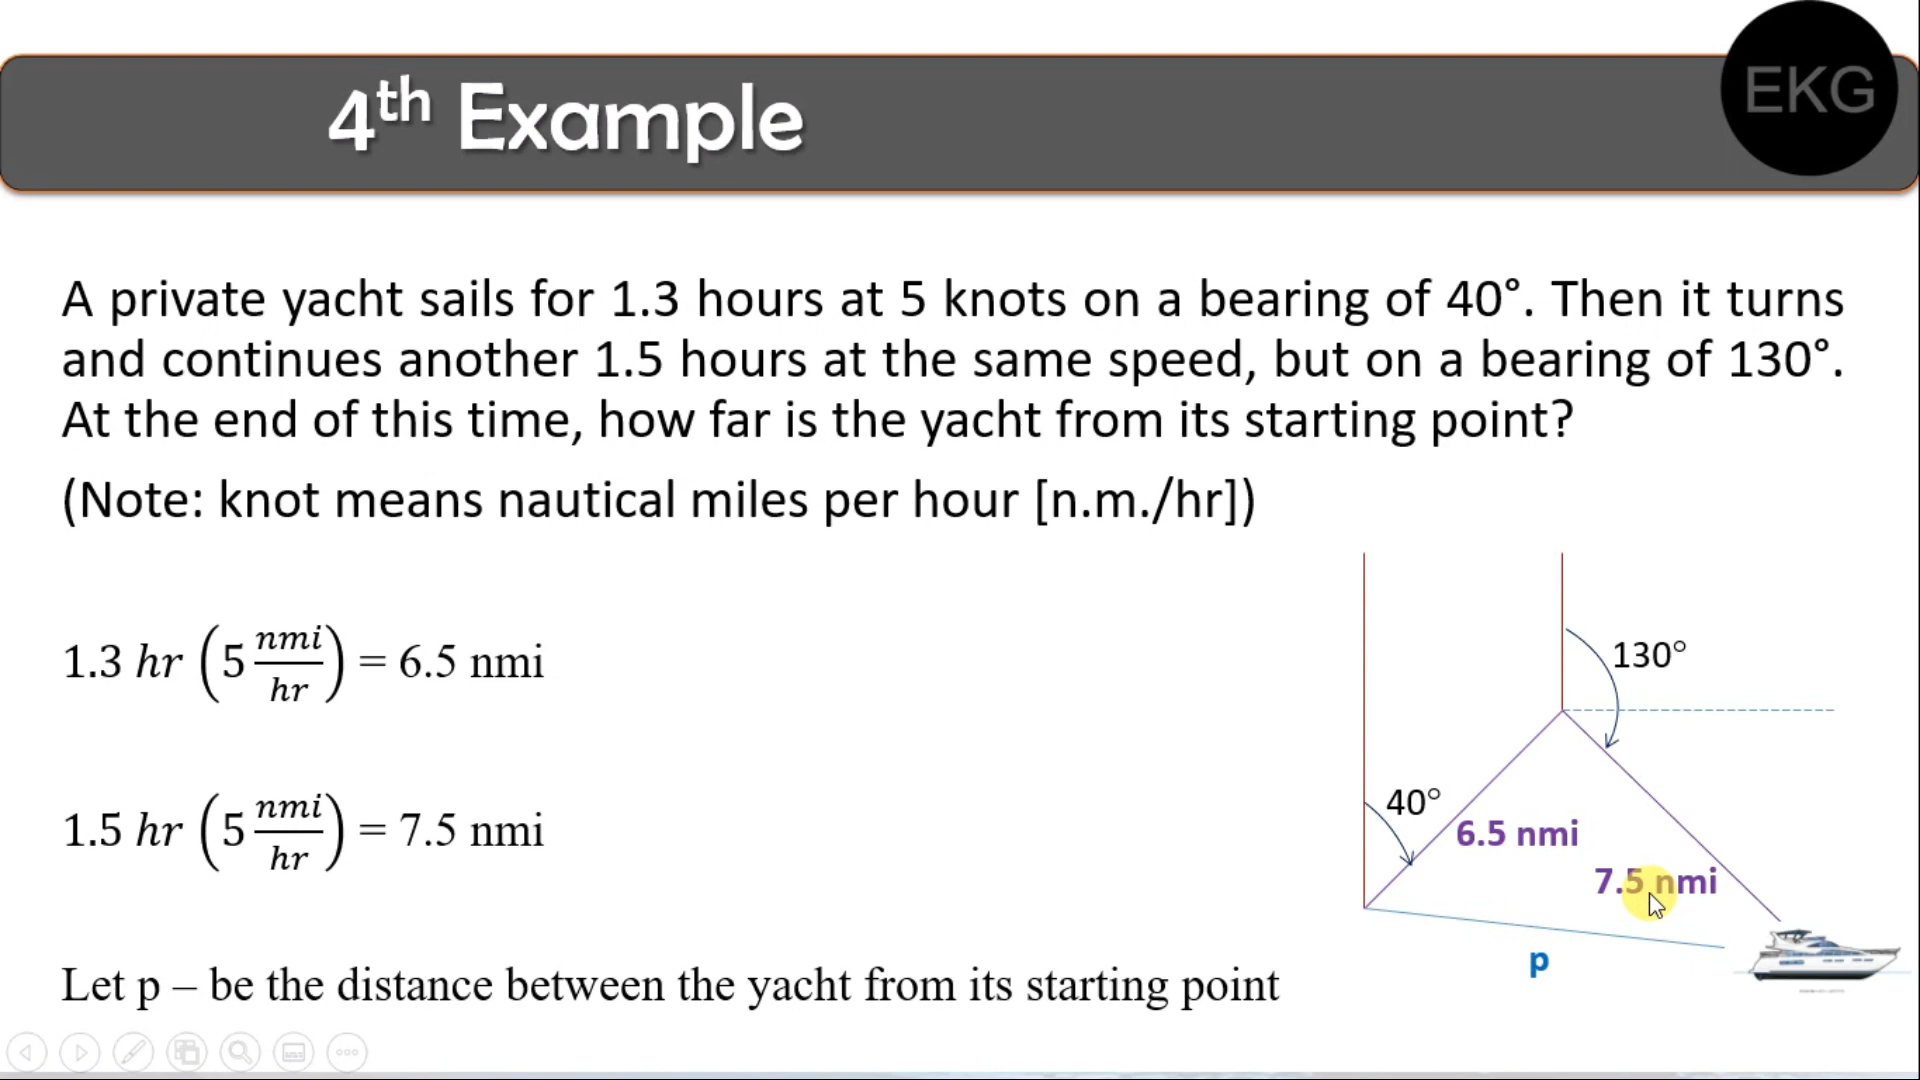 EKG
4th Example
A private yacht sails for 1.3 hours at 5 knots on a bearing of 40°. Then it turns
and continues another 1.5 hours at the same speed, but on a bearing of 130°.
At the end of this time, how far is the yacht from its starting point?
(Note: knot means nautical miles per hour [n.m./hr])
1.3 hr (5 nmi/hr) = 6.5 nmi
1.5 hr (5 nmi/hr) = 7.5 nmi
Let p – be the distance between the yacht from its starting point
130°
40°
6.5 nmi
7.5 nmi
p